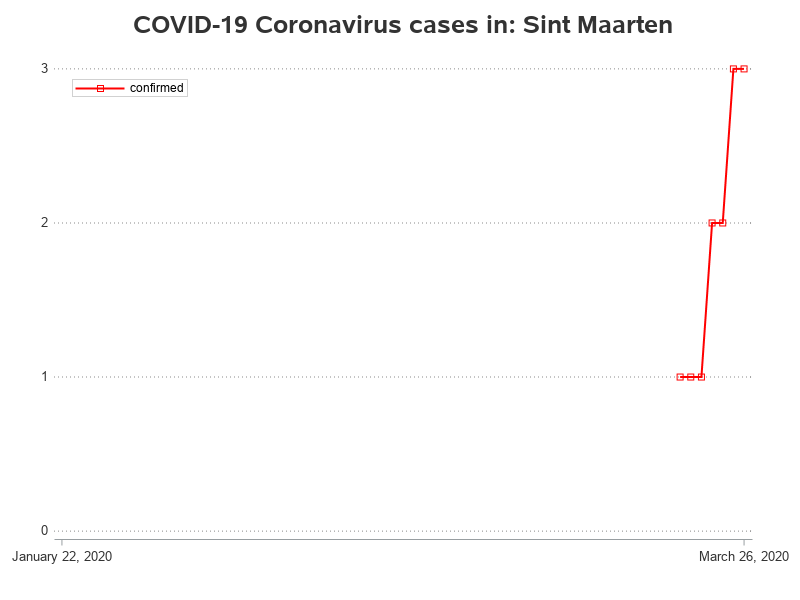 COVID-19 Coronavirus cases in: Sint Maarten
3
confirmed
2
1
0
January 22, 2020
March 26, 2020